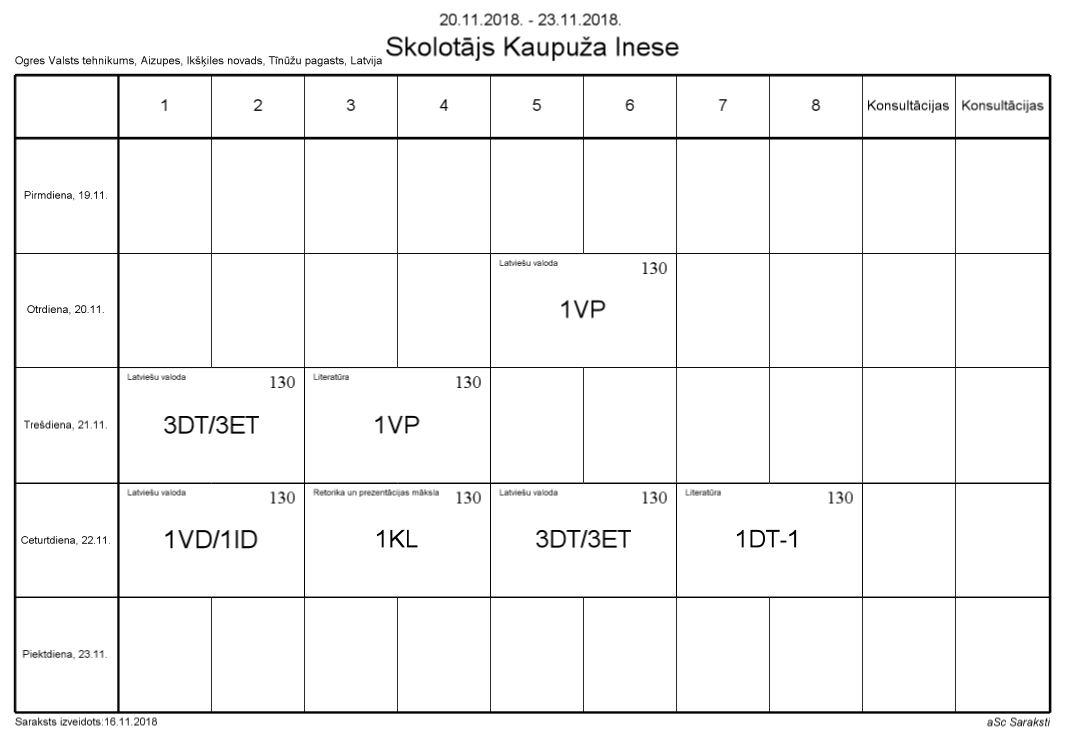 20.11.2018. - 23.11.2018.
Skolotājs Kaupuža Inese
Ogres Valsts tehnikums, Aizupes, Ikšķiles novads, Tīnūžu pagasts, Latvija
1 2 3 4 5 6 7 8 Konsultācijas Konsultācijas
Pirmdiena, 19.11.
Otrdiena, 20.11.
Latviešu valoda 130
1VP
Trešdiena, 21.11.
Latviešu valoda 130
3DT/3ET
Literatūra 130
1VP
Ceturtdiena, 22.11.
Latviešu valoda 130
1VD/1ID
Retorika un prezentācijas māksla 130
1KL
Latviešu valoda 130
3DT/3ET
Literatūra 130
1DT-1
Piektdiena, 23.11.
Saraksts izveidots:16.11.2018
aSc Saraksti